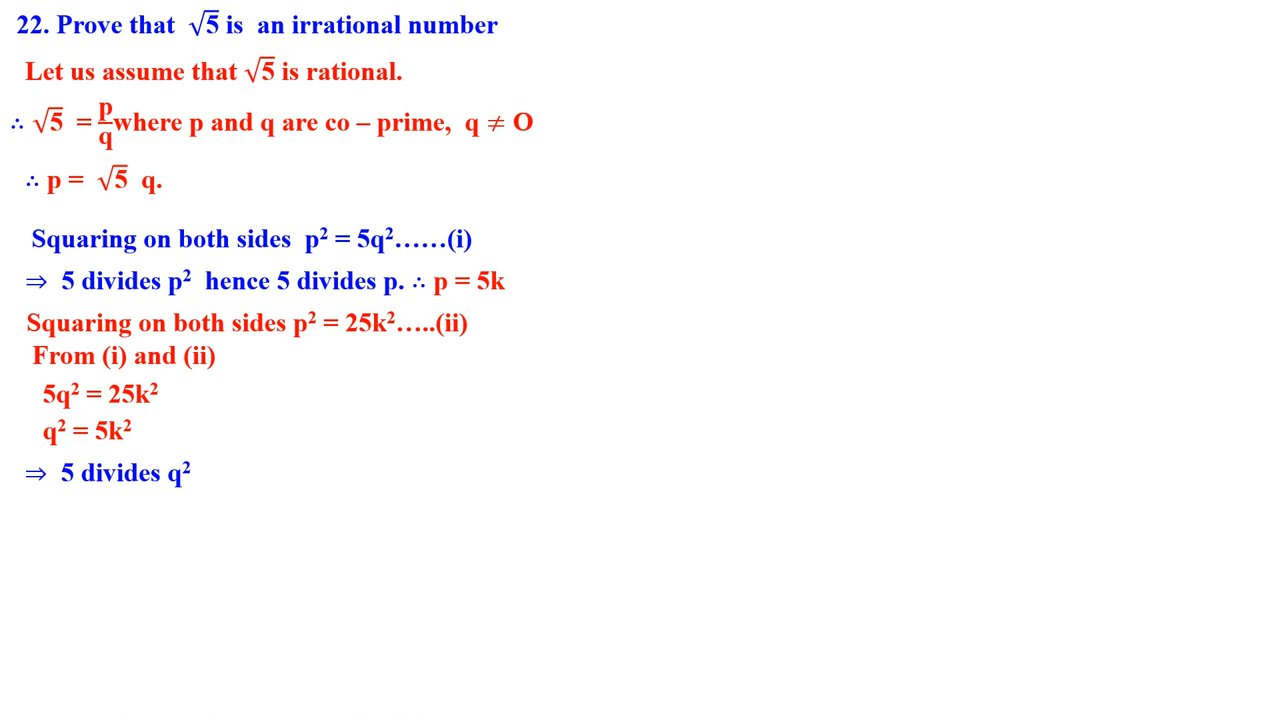 22. Prove that √5 is an irrational number
Let us assume that √5 is rational.
∴ √5 = p/q where p and q are co – prime, q ≠ O
∴ p = √5 q.
Squaring on both sides p² = 5q²……(i)
⇒ 5 divides p² hence 5 divides p. ∴ p = 5k
Squaring on both sides p² = 25k²…..(ii)
From (i) and (ii)
5q² = 25k²
q² = 5k²
⇒ 5 divides q²